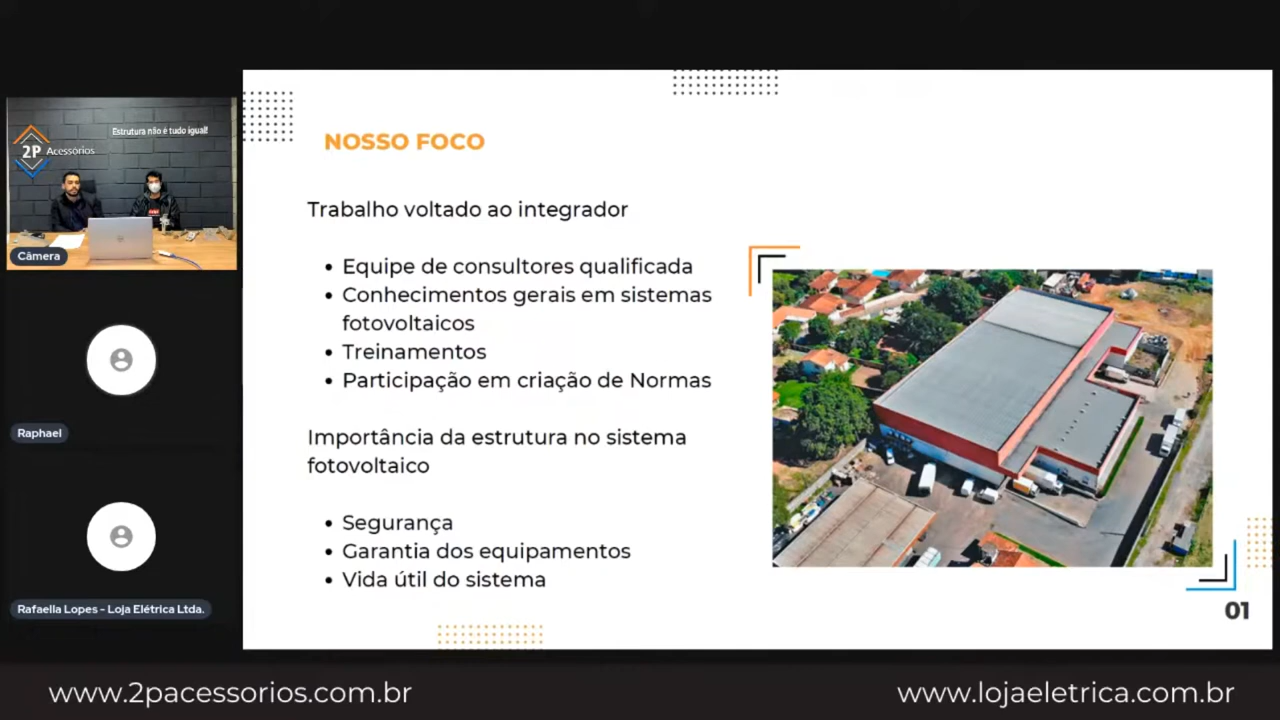 Estrutura não é tudo igual!
2P Acessórios
Câmera
Raphael
Rafaella Lopes - Loja Elétrica Ltda.
NOSSO FOCO
Trabalho voltado ao integrador
• Equipe de consultores qualificada
• Conhecimentos gerais em sistemas
fotovoltaicos
• Treinamentos
• Participação em criação de Normas
Importância da estrutura no sistema
fotovoltaico
• Segurança
• Garantia dos equipamentos
• Vida útil do sistema
01
www.2pacessorios.com.br
www.lojaeletrica.com.br